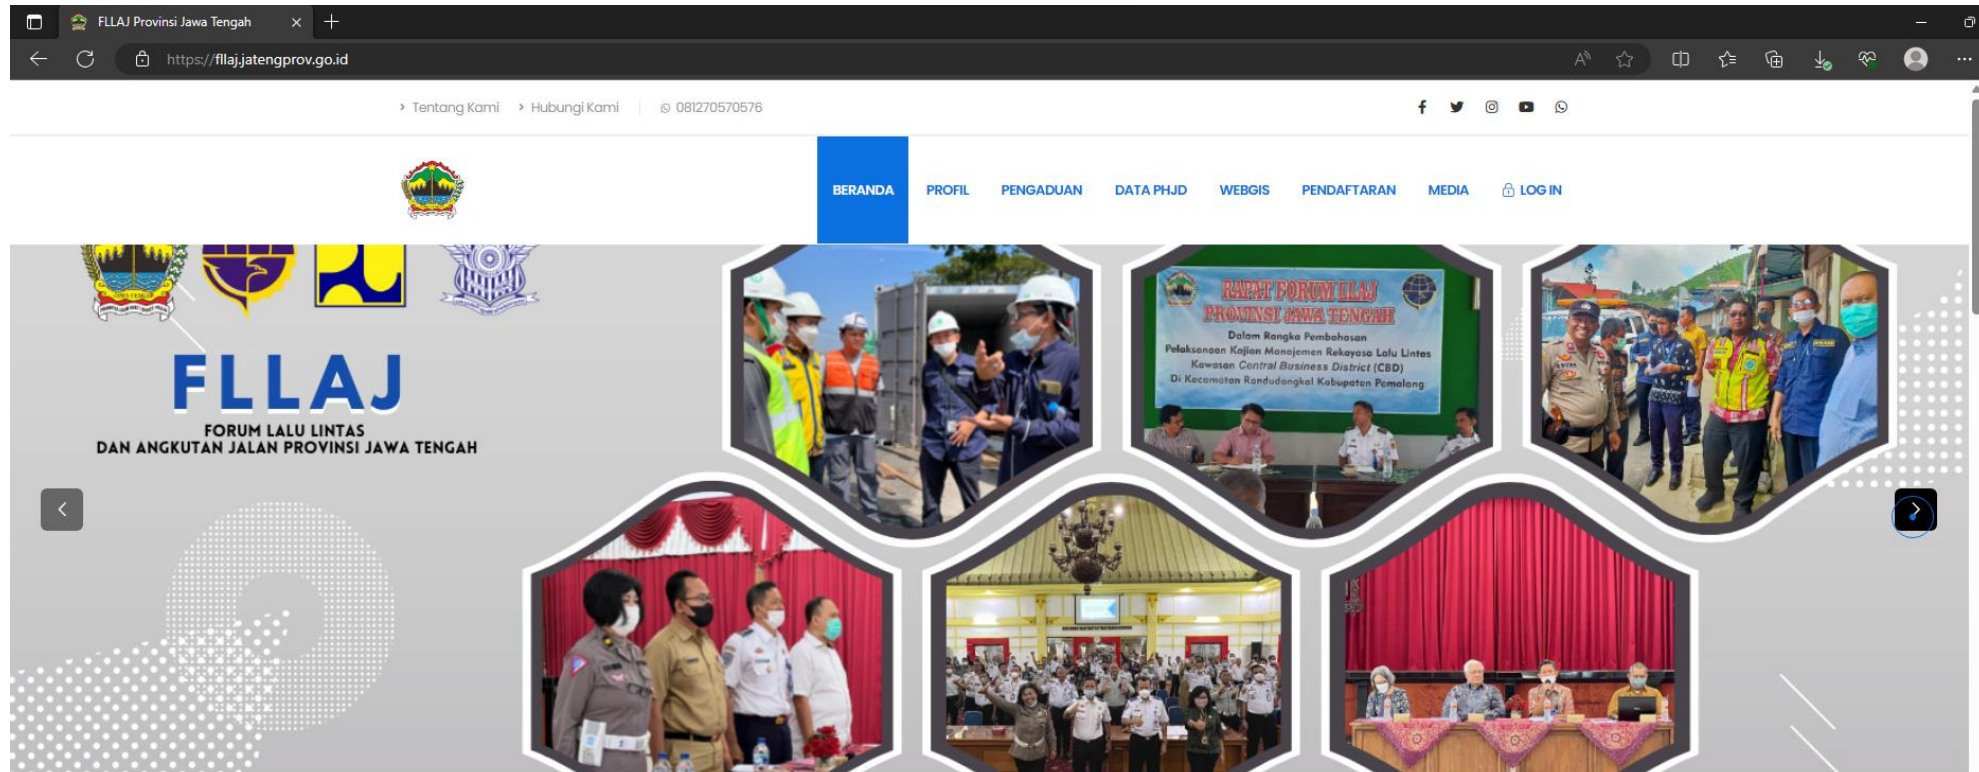 FLLAJ Provinsi Jawa Tengah
https://fllaj.jatengprov.go.id
Tentang Kami
Hubungi Kami
081270570576
BERANDA
PROFIL
PENGADUAN
DATA PHJD
WEBGIS
PENDAFTARAN
MEDIA
LOG IN
FLLAJ
FORUM LALU LINTAS
DAN ANGKUTAN JALAN PROVINSI JAWA TENGAH
RAPAT FORUM LLAJ
PROVINSI JAWA TENGAH
Dalam Rangka Pembahasan
Pelaksanaan Kajian Manajemen Rekayasa Lalu Lintas
Kawasan Central Business District (CBD)
Di Kecamatan Randudongkal Kabupaten Pemalang